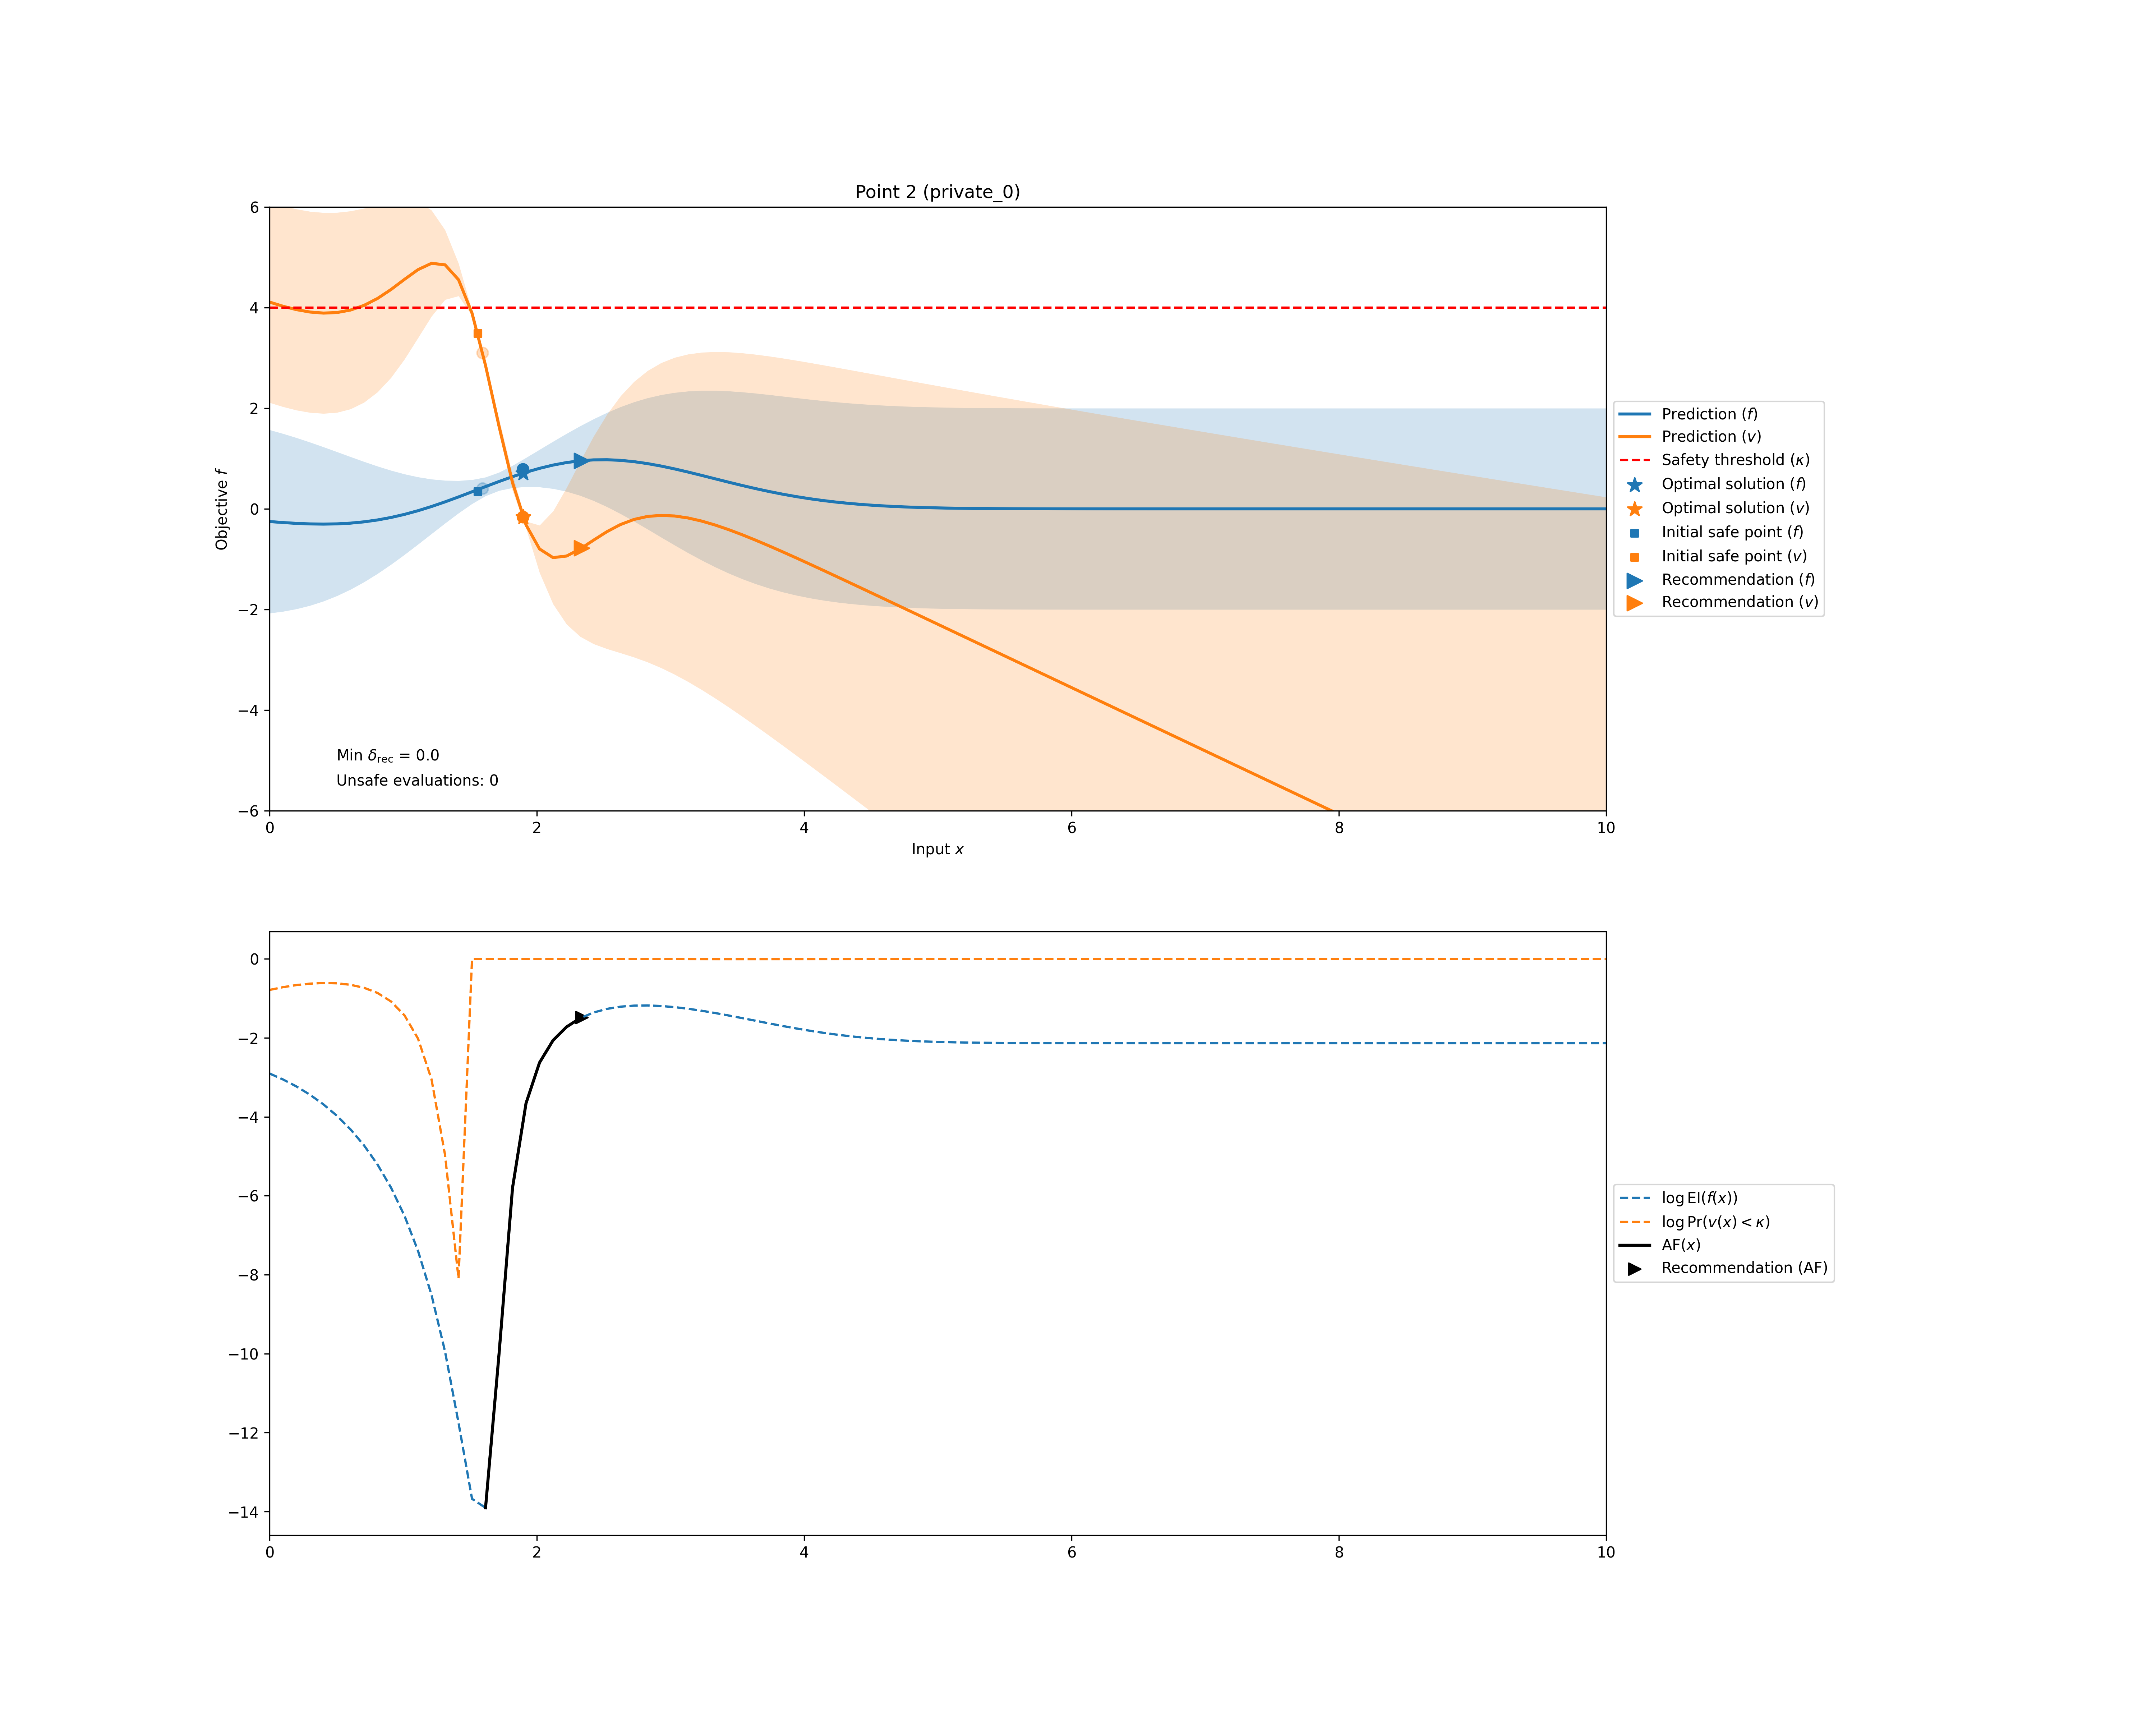 Point 2 (private_0)
6
4
2
0
−2
−4
−6
Objective f
Min δrec = 0.0
Unsafe evaluations: 0
0 2 4 6 8 10
Input x
Prediction (f)
Prediction (v)
Safety threshold (κ)
Optimal solution (f)
Optimal solution (v)
Initial safe point (f)
Initial safe point (v)
Recommendation (f)
Recommendation (v)
0
−2
−4
−6
−8
−10
−12
−14
0 2 4 6 8 10
log EI(f(x))
log Pr(v(x) < κ)
AF(x)
Recommendation (AF)